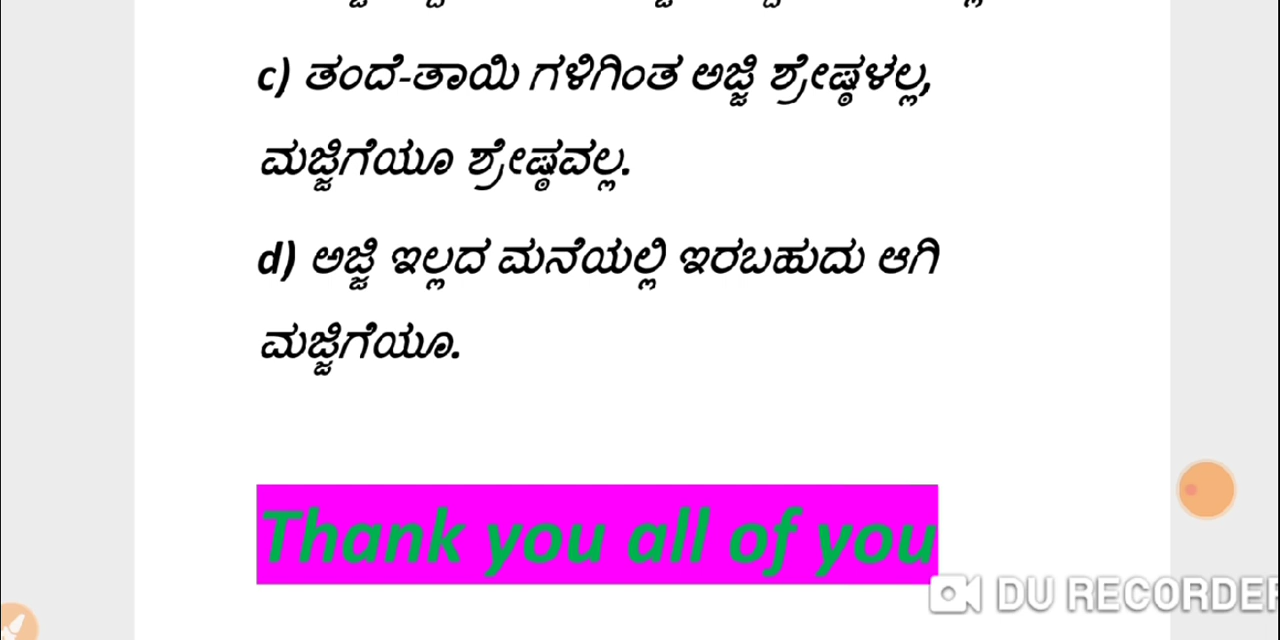 c) ತಂದೆ-ತಾಯಿ ಗಳಿಗಿಂತ ಅಜ್ಜಿ ಶ್ರೇಷ್ಠಳಲ್ಲ,
ಮಜ್ಜಿಗೆಯೂ ಶ್ರೇಷ್ಠವಲ್ಲ.
d) ಅಜ್ಜಿ ಇಲ್ಲದ ಮನೆಯಲ್ಲಿ ಇರಬಹುದು ಆಗಿ
ಮಜ್ಜಿಗೆಯೂ.
Thank you all of you
DU RECORDER